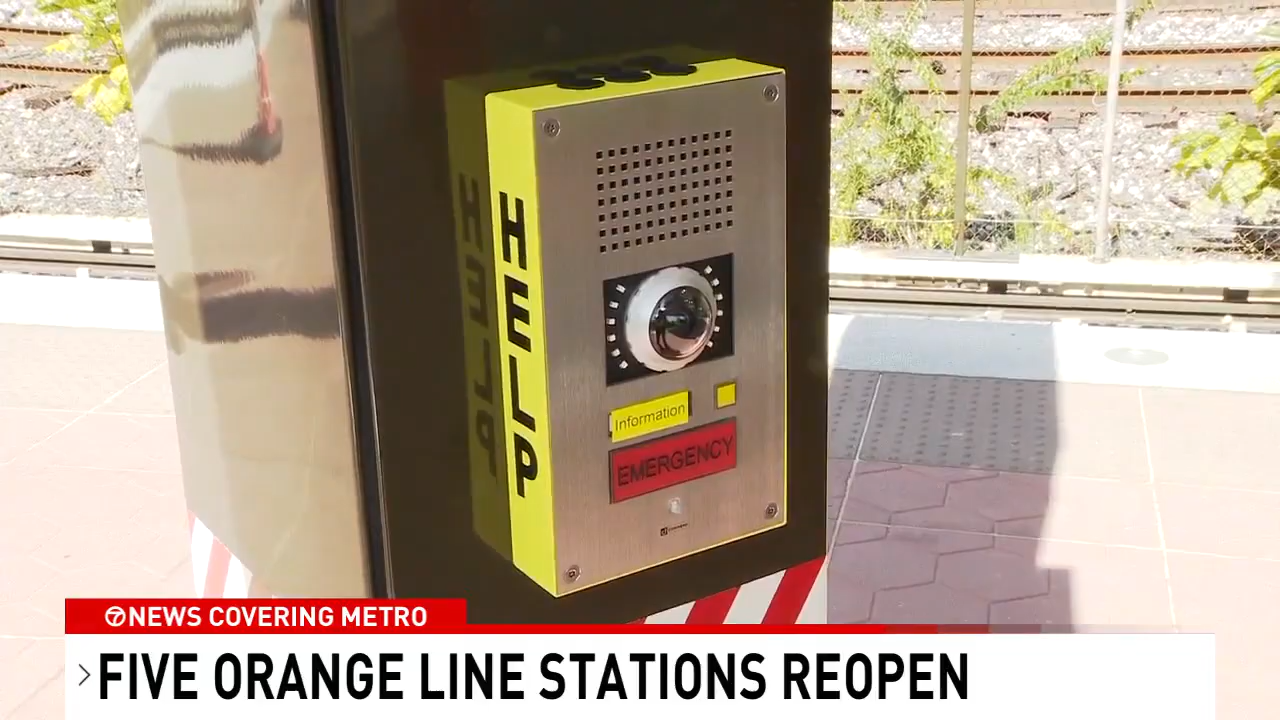 HELP
HELP
Information
EMERGENCY
7NEWS COVERING METRO
>FIVE ORANGE LINE STATIONS REOPEN